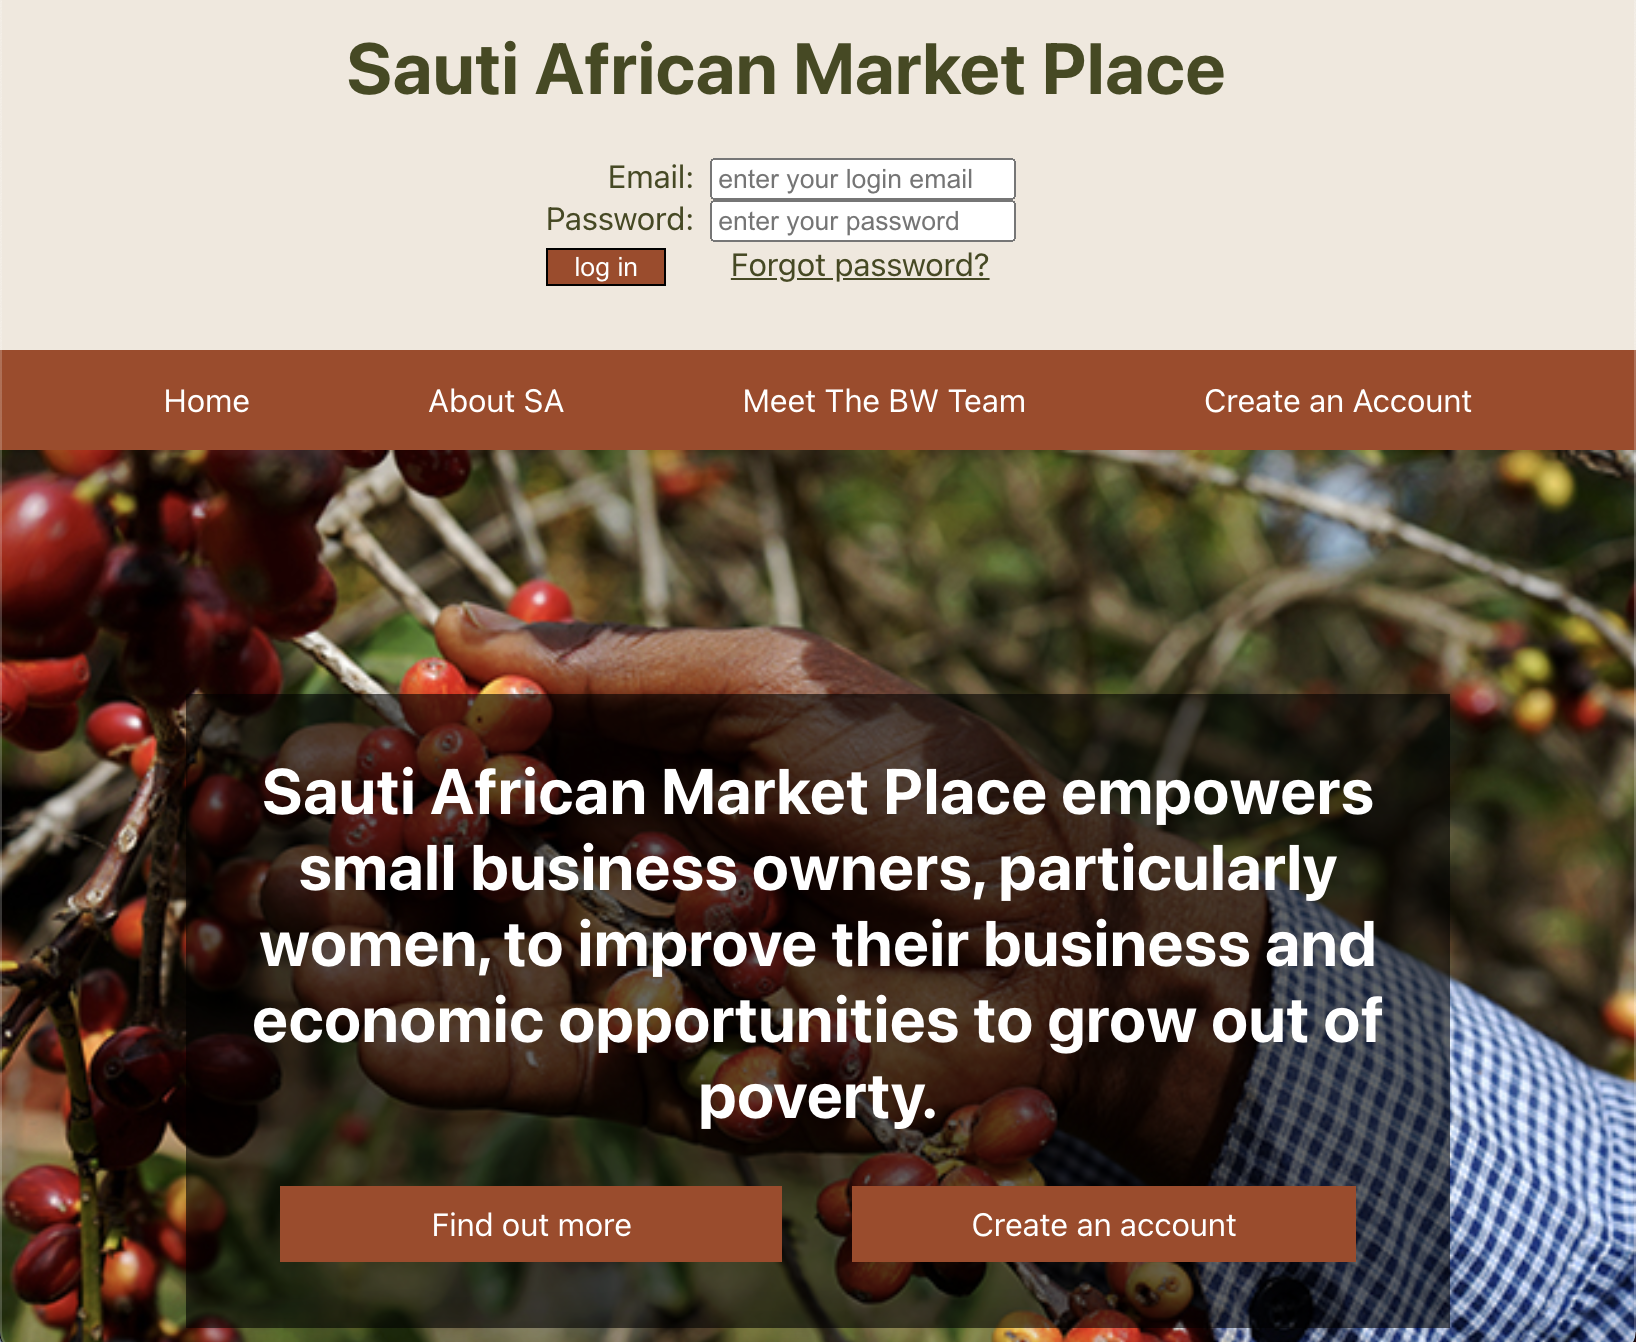 Sauti African Market Place
Email: enter your login email
Password: enter your password
log in Forgot password?
Home About SA Meet The BW Team Create an Account
Sauti African Market Place empowers
small business owners, particularly
women, to improve their business and
economic opportunities to grow out of
poverty.
Find out more Create an account